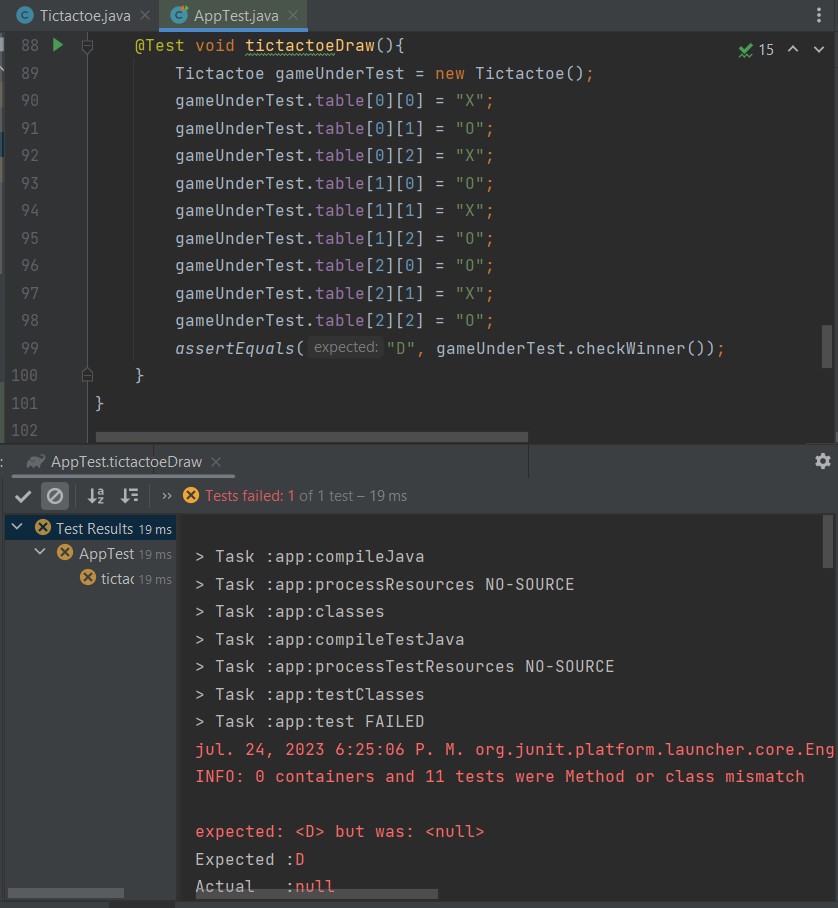 Tictactoe.java AppTest.java
88 @Test void tictactoeDraw(){ 15
89 Tictactoe gameUnderTest = new Tictactoe();
90 gameUnderTest.table[0][0] = "X";
91 gameUnderTest.table[0][1] = "O";
92 gameUnderTest.table[0][2] = "X";
93 gameUnderTest.table[1][0] = "O";
94 gameUnderTest.table[1][1] = "X";
95 gameUnderTest.table[1][2] = "O";
96 gameUnderTest.table[2][0] = "O";
97 gameUnderTest.table[2][1] = "X";
98 gameUnderTest.table[2][2] = "O";
99 assertEquals( expected: "D", gameUnderTest.checkWinner());
100 }
101 }
102
: AppTest.tictactoeDraw
» Tests failed: 1 of 1 test – 19 ms
Test Results 19 ms
AppTest 19 ms
tictac 19 ms
> Task :app:compileJava
> Task :app:processResources NO-SOURCE
> Task :app:classes
> Task :app:compileTestJava
> Task :app:processTestResources NO-SOURCE
> Task :app:testClasses
> Task :app:test FAILED
jul. 24, 2023 6:25:06 P. M. org.junit.platform.launcher.core.Eng
INFO: 0 containers and 11 tests were Method or class mismatch
expected: <D> but was: <null>
Expected :D
Actual :null